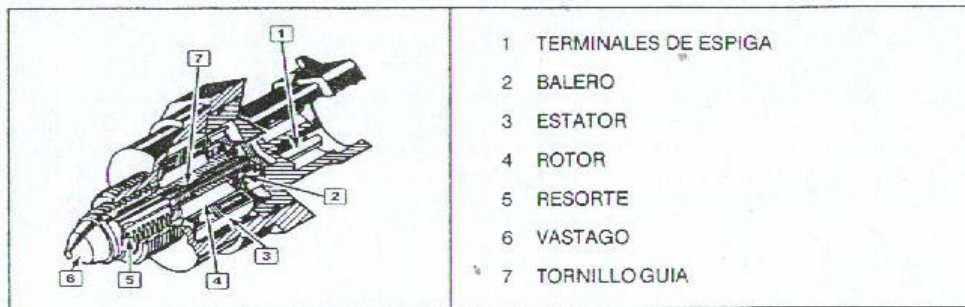 1
7
2
3
6
5
4
1 TERMINALES DE ESPIGA
2 BALERO
3 ESTATOR
4 ROTOR
5 RESORTE
6 VASTAGO
7 TORNILLO GUIA